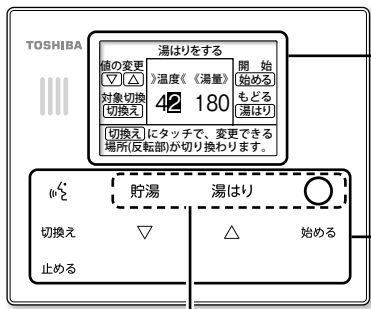 TOSHIBA
湯はりをする
値の変更
▽△
》温度《 《湯量》
開 始
始める
対象切換
切換え
42 180
もどる
湯はり
切換え にタッチで、変更できる
場所(反転部)が切り換わります。
貯湯 湯はり
切換え ▽ △ 始める
止める